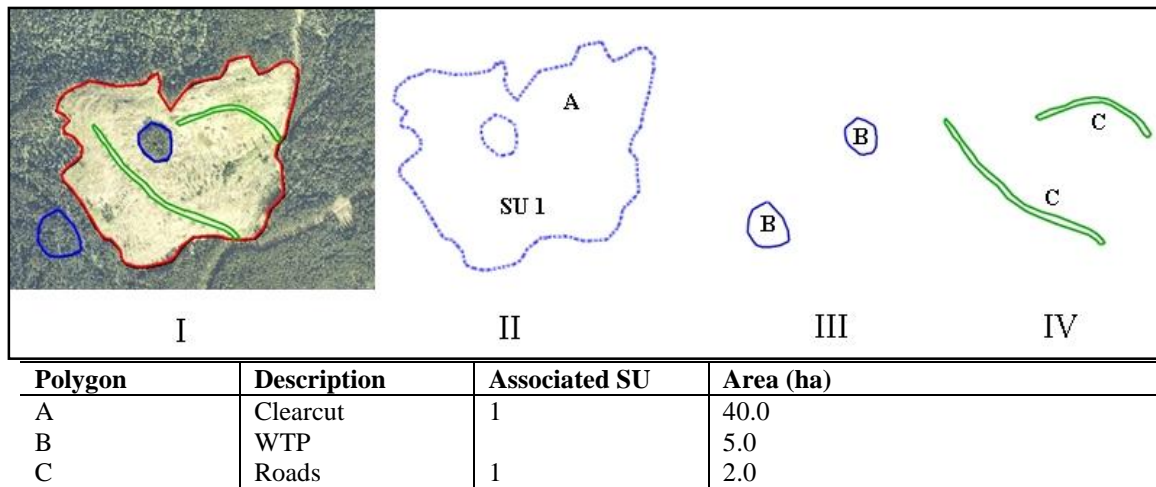 A
SU 1
B
B
C
C
I II III IV
Polygon Description Associated SU Area (ha)
A Clearcut 1 40.0
B WTP 5.0
C Roads 1 2.0